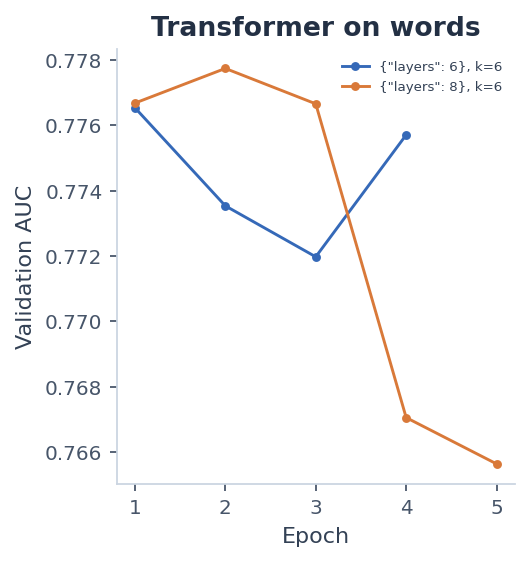 Transformer on words
{"layers": 6}, k=6
{"layers": 8}, k=6
Validation AUC
0.778
0.776
0.774
0.772
0.770
0.768
0.766
1 2 3 4 5
Epoch